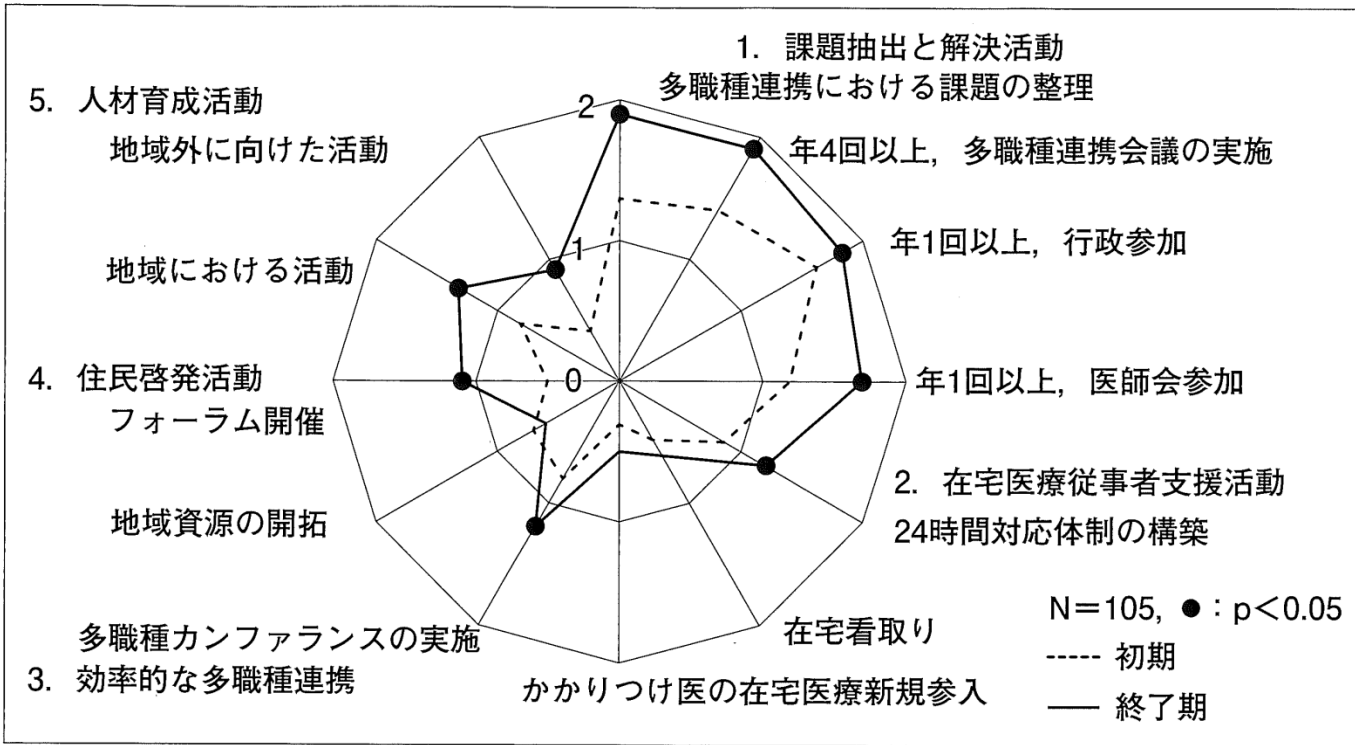 1. 課題抽出と解決活動
多職種連携における課題の整理
年4回以上，多職種連携会議の実施
年1回以上，行政参加
年1回以上，医師会参加
2. 在宅医療従事者支援活動
24時間対応体制の構築
在宅看取り
かかりつけ医の在宅医療新規参入
多職種カンファランスの実施
3. 効率的な多職種連携
地域資源の開拓
4. 住民啓発活動
フォーラム開催
地域における活動
5. 人材育成活動
地域外に向けた活動
2
1
0
N＝105, ●：p＜0.05
----- 初期
── 終了期